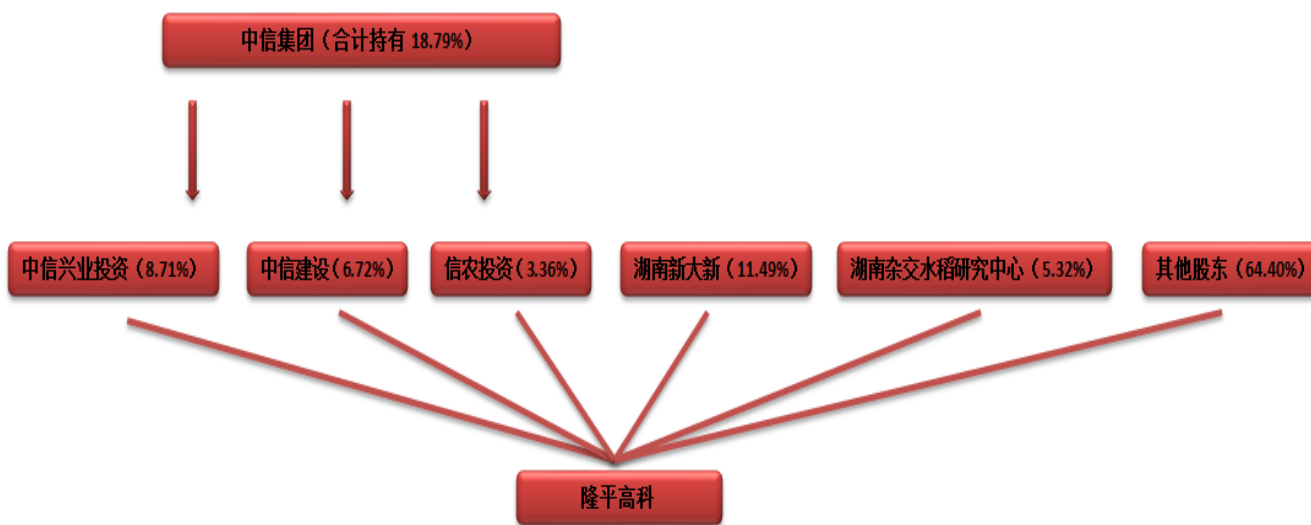 中信集团（合计持有 18.79%）
中信兴业投资（8.71%）
中信建设(6.72%)
信农投资(3.36%)
湖南新大新(11.49%)
湖南杂交水稻研究中心(5.32%)
其他股东（64.40%）
隆平高科